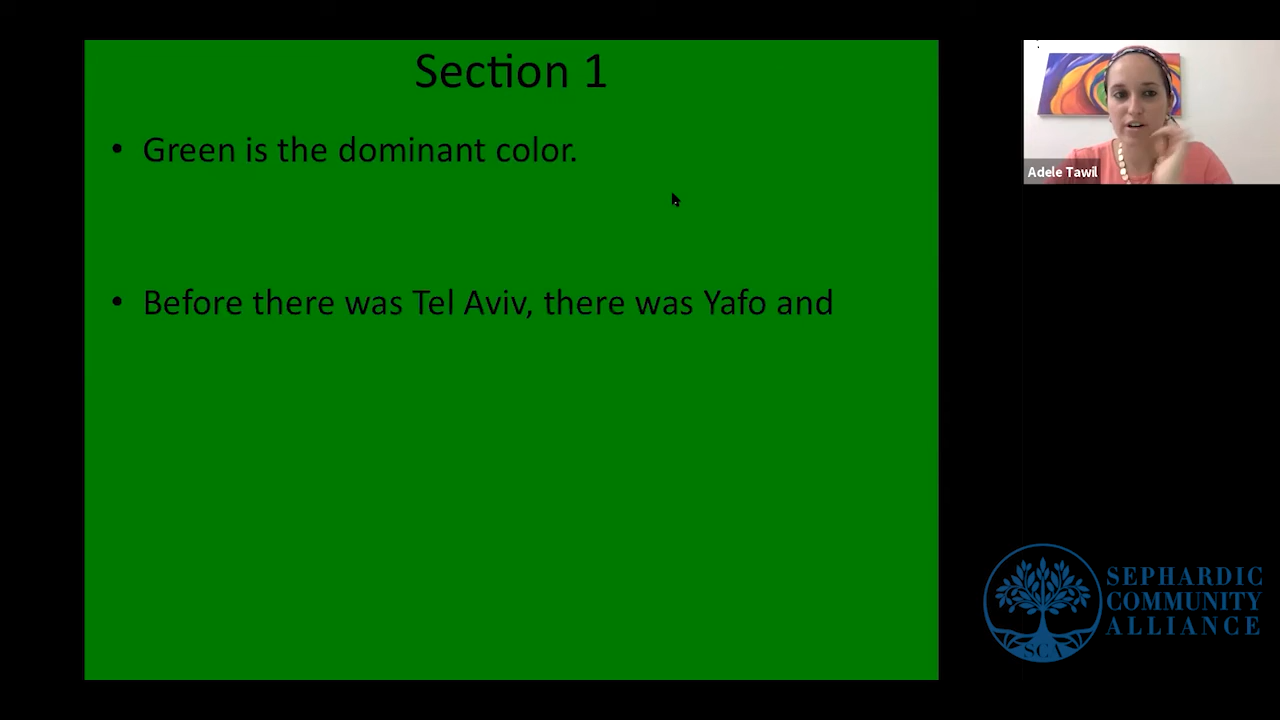 Section 1
• Green is the dominant color.
• Before there was Tel Aviv, there was Yafo and
Adele Tawil
SEPHARDIC
COMMUNITY
ALLIANCE
SCA